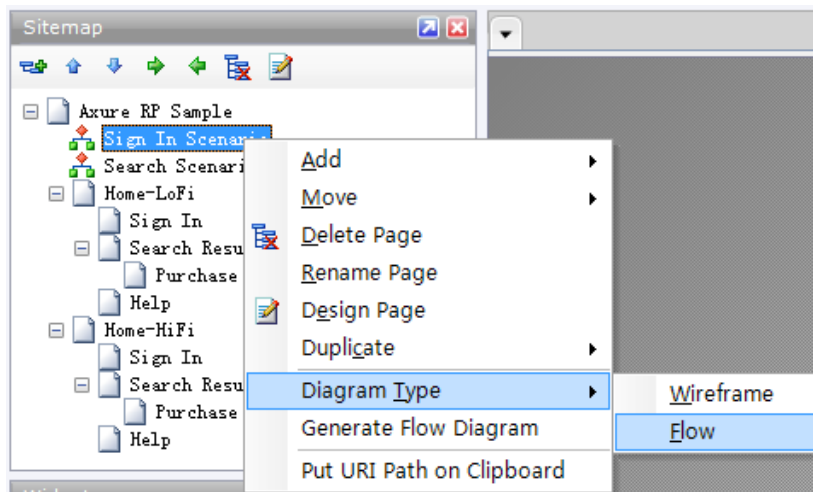 Sitemap
Axure RP Sample
Sign In Scenario
Search Scenari
Home-LoFi
Sign In
Search Resu
Purchase
Help
Home-HiFi
Sign In
Search Resu
Purchase
Help
Add
Move
Delete Page
Rename Page
Design Page
Duplicate
Diagram Type
Generate Flow Diagram
Put URI Path on Clipboard
Wireframe
Flow